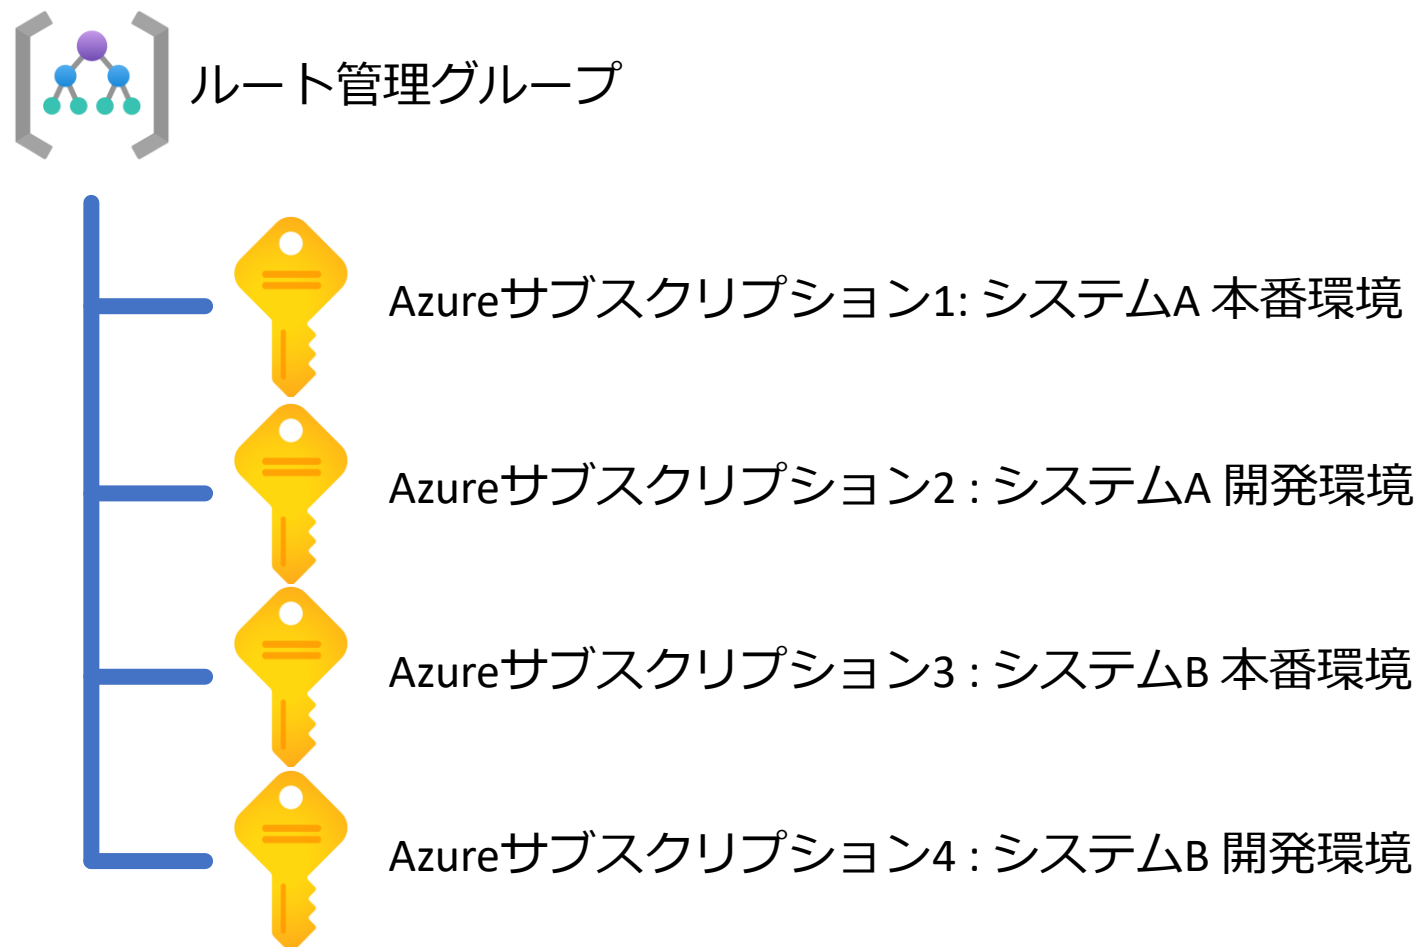 ルート管理グループ
Azureサブスクリプション1: システムA 本番環境
Azureサブスクリプション2 : システムA 開発環境
Azureサブスクリプション3 : システムB 本番環境
Azureサブスクリプション4 : システムB 開発環境